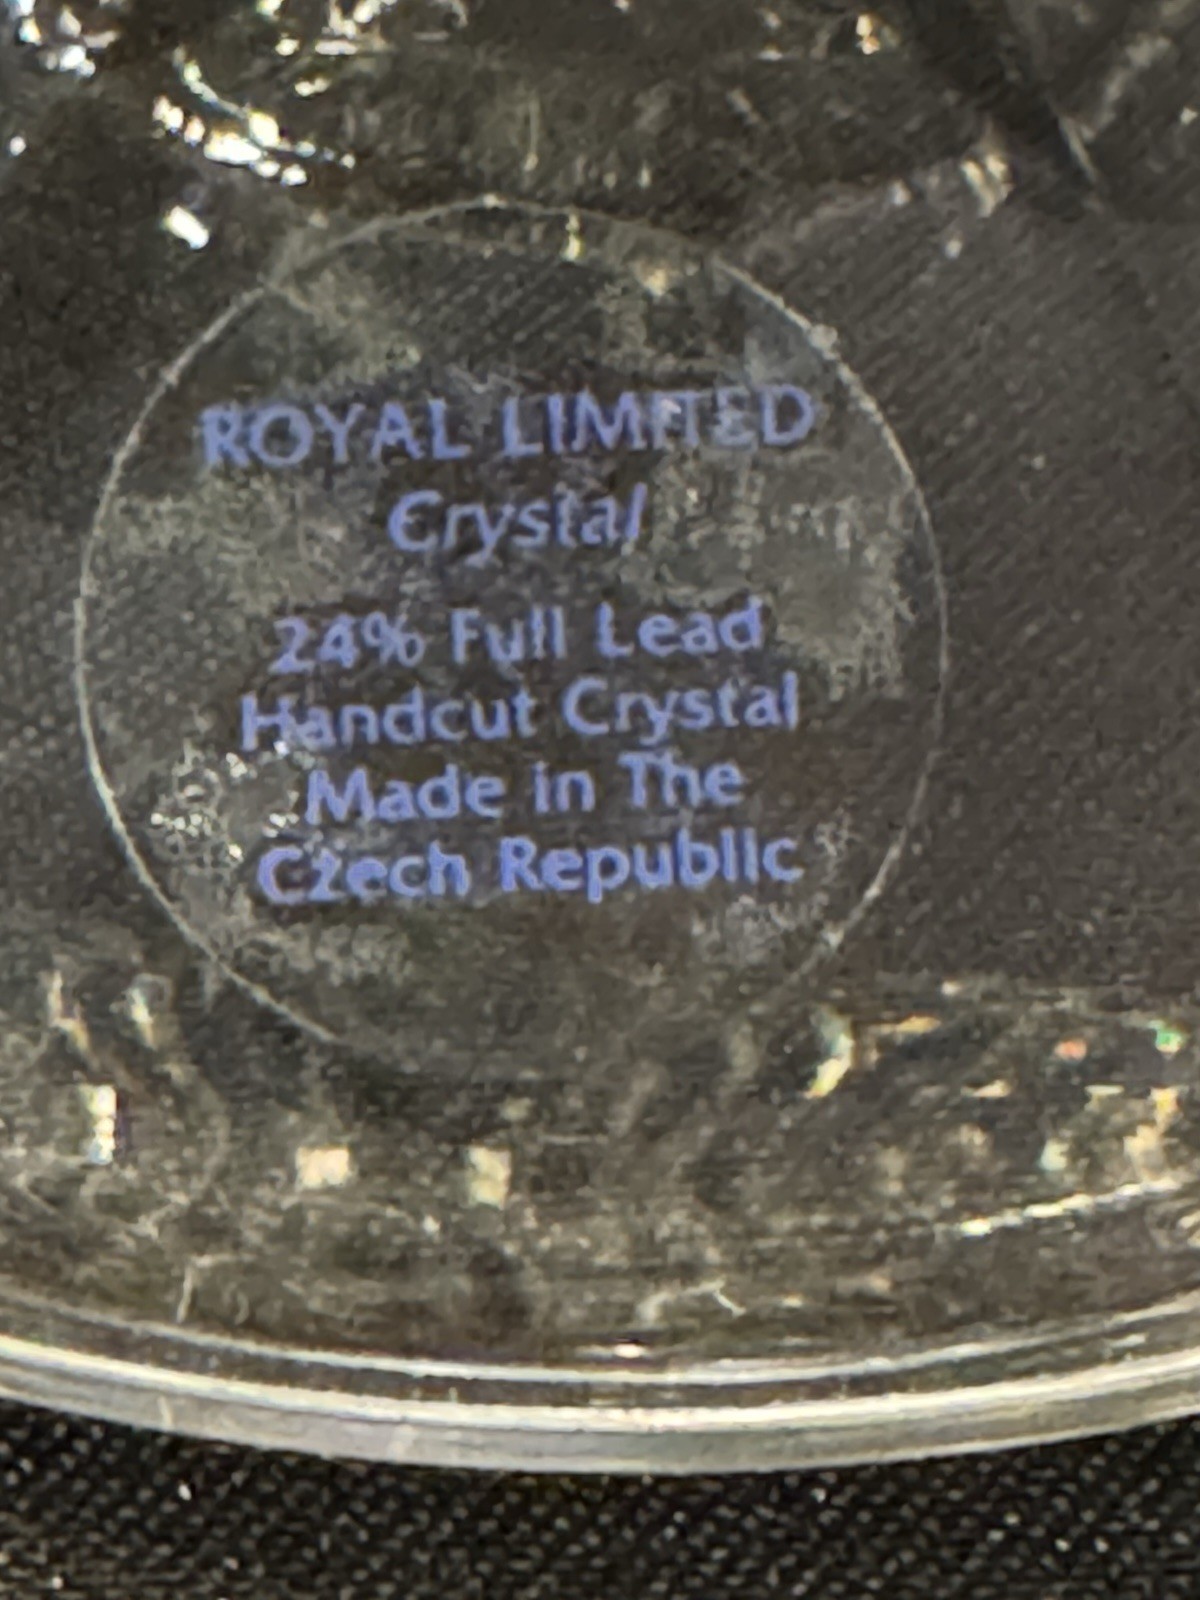 ROYAL LIMITED
Crystal
24% Full Lead
Handcut Crystal
Made in The
Czech Republic